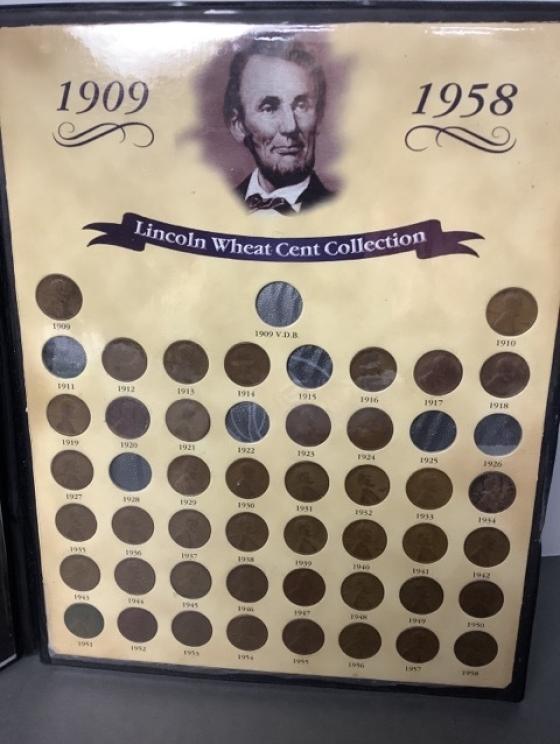 1909 1958
Lincoln Wheat Cent Collection
1909 1909 V.D.B. 1910
1911 1912 1913 1914 1915 1916 1917 1918
1919 1920 1921 1922 1923 1924 1925 1926
1927 1928 1929 1930 1931 1932 1933 1934
1935 1936 1937 1938 1939 1940 1941 1942
1943 1944 1945 1946 1947 1948 1949 1950
1951 1952 1953 1954 1955 1956 1957 1958